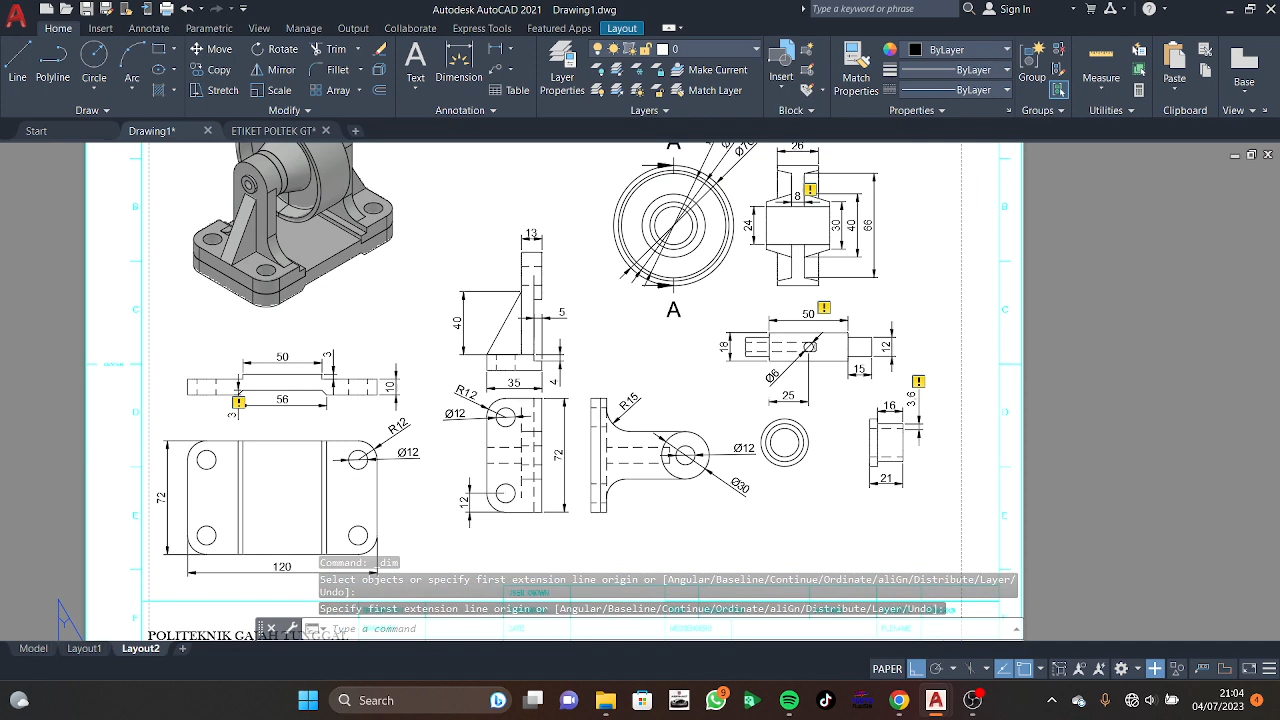 Autodesk AutoCAD 2021 Drawing1.dwg
Type a keyword or phrase
Sign In
Home Insert Annotate Parametric View Manage Output Collaborate Express Tools Featured Apps Layout
Line Polyline Circle Arc
Move Rotate Trim
Copy Mirror Fillet
Stretch Scale Array
Text Dimension
Table
Layer
Properties
0
Make Current
Match Layer
Insert
Match
Properties
ByLayer
ByLayer
ByLayer
Group
Measure
Paste
Base
Draw Modify Annotation Layers Block Properties Groups Utilities Clipboard View
Start Drawing1* ETIKET POLTEK GT*
A
26
8
24
30
40
66
B
B
13
40
5
C
C
A
50
18
12
Ø6
15
25
50
3
10
56
3
35
4
R12
Ø12
R15
72
12
Ø12
Ø30
D
D
16
21
R12
Ø12
72
120
E
E
F
Command: _dim
Select objects or specify first extension line origin or [Angular/Baseline/Continue/Ordinate/aliGn/Distribute/Layer/
Undo]:
Specify first extension line origin or [Angular/Baseline/Continue/Ordinate/aliGn/Distribute/Layer/Undo]:
Type a command
DATE
Model Layout1 Layout2
PAPER
Search
9
21:04
04/07/2023
4